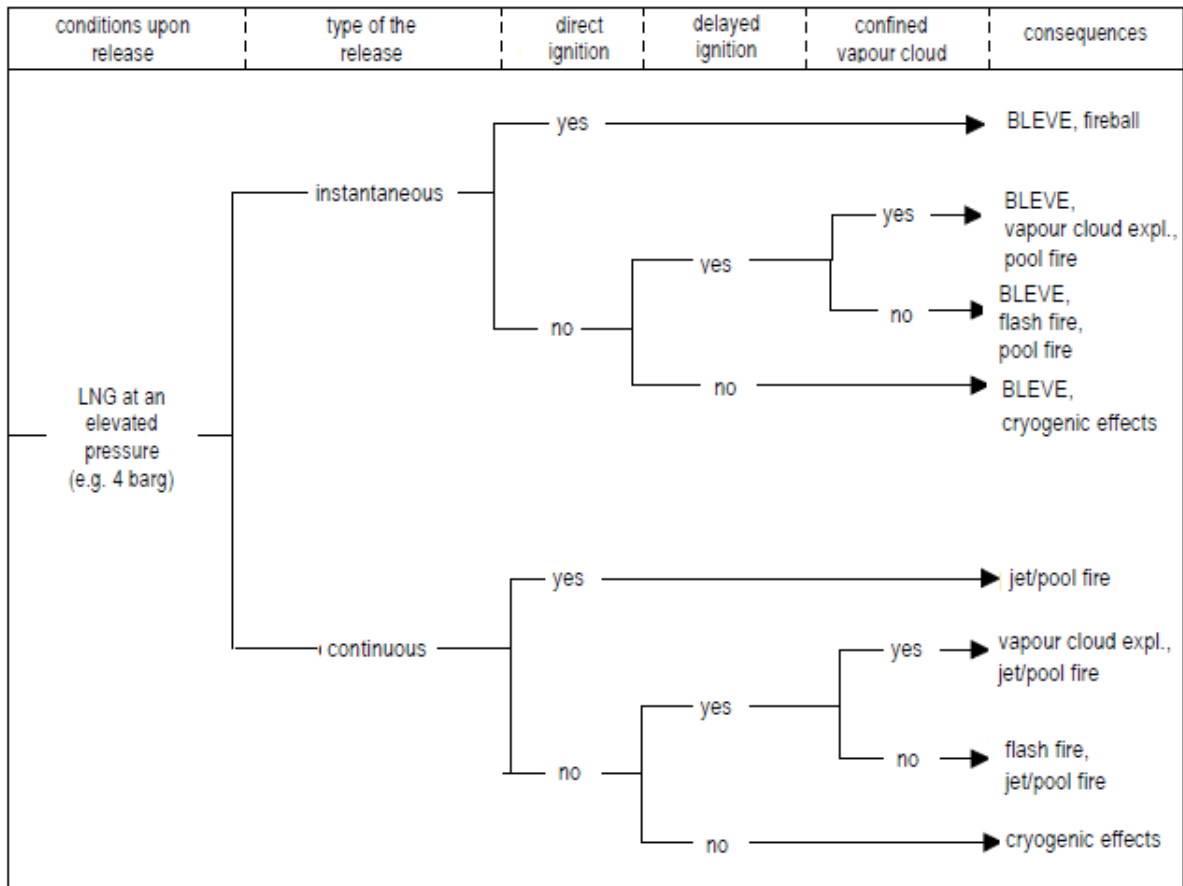 conditions upon
release
type of the
release
direct
ignition
delayed
ignition
confined
vapour cloud
consequences
yes
BLEVE, fireball
instantaneous
yes
BLEVE,
vapour cloud expl.,
pool fire
yes
no
BLEVE,
flash fire,
pool fire
no
no
BLEVE,
cryogenic effects
LNG at an
elevated
pressure
(e.g. 4 barg)
yes
jet/pool fire
continuous
yes
vapour cloud expl.,
jet/pool fire
yes
no
flash fire,
jet/pool fire
no
no
cryogenic effects